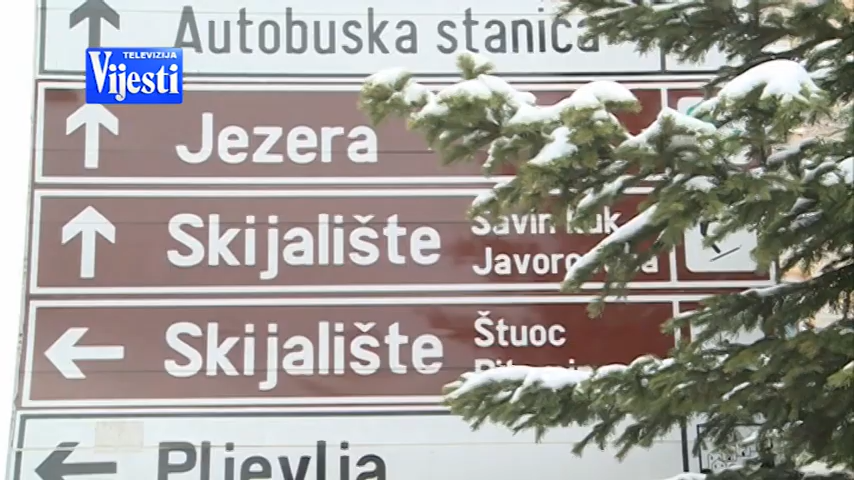 Autobuska stanica
TELEVIZIJA
Vijesti
Jezera
Skijalište
Savin Kuk
Skijalište
Štuoc
Pljevlja